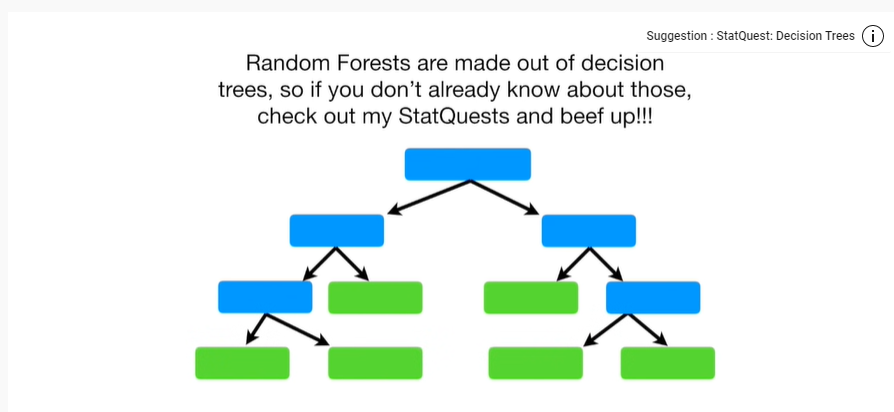 Suggestion : StatQuest: Decision Trees
Random Forests are made out of decision
trees, so if you don't already know about those,
check out my StatQuests and beef up!!!